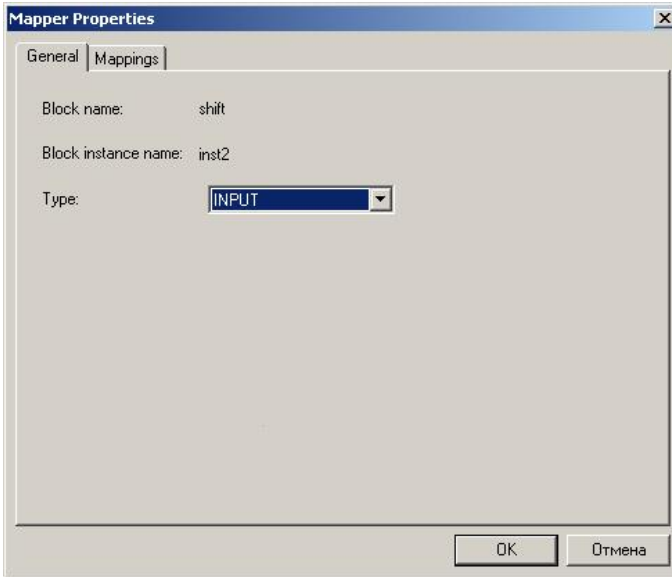 Mapper Properties
General Mappings
Block name: shift
Block instance name: inst2
Type: INPUT
OK Отмена